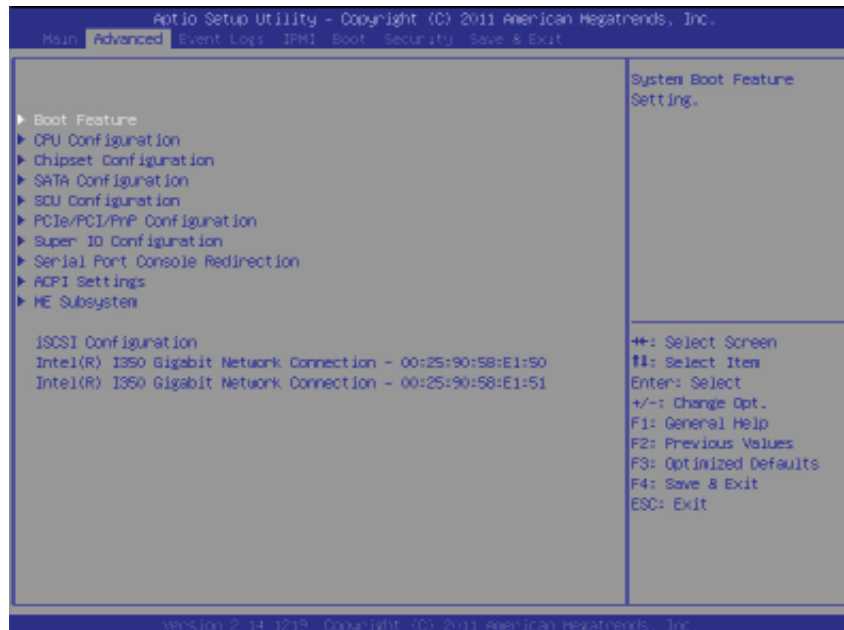 Aptio Setup Utility - Copyright (C) 2011 American Megatrends, Inc.
Main Advanced Event Logs IPMI Boot Security Save & Exit
System Boot Feature
Setting.
▶ Boot Feature
▶ CPU Configuration
▶ Chipset Configuration
▶ SATA Configuration
▶ SCU Configuration
▶ PCIe/PCI/PnP Configuration
▶ Super IO Configuration
▶ Serial Port Console Redirection
▶ ACPI Settings
▶ ME Subsystem
iSCSI Configuration
Intel(R) I350 Gigabit Network Connection - 00:25:90:58:E1:50
Intel(R) I350 Gigabit Network Connection - 00:25:90:58:E1:51
→←: Select Screen
↑↓: Select Item
Enter: Select
+/-: Change Opt.
F1: General Help
F2: Previous Values
F3: Optimized Defaults
F4: Save & Exit
ESC: Exit
Version 2.14.1219. Copyright (C) 2011 American Megatrends, Inc.